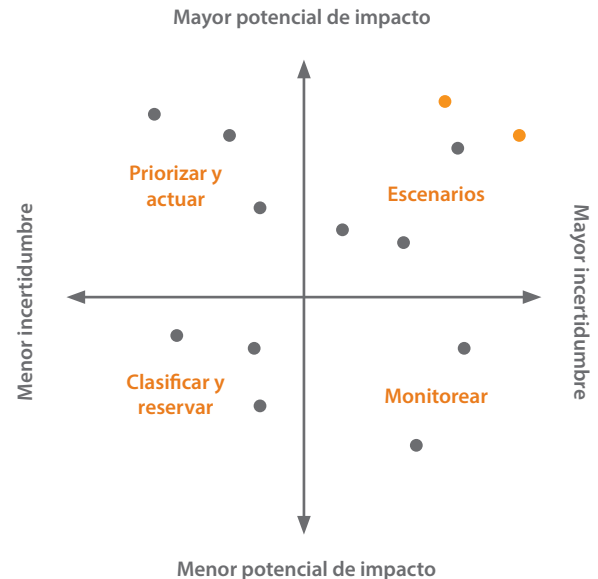 Mayor potencial de impacto
Priorizar y
actuar
Escenarios
Menor incertidumbre
Mayor incertidumbre
Clasificar y
reservar
Monitorear
Menor potencial de impacto